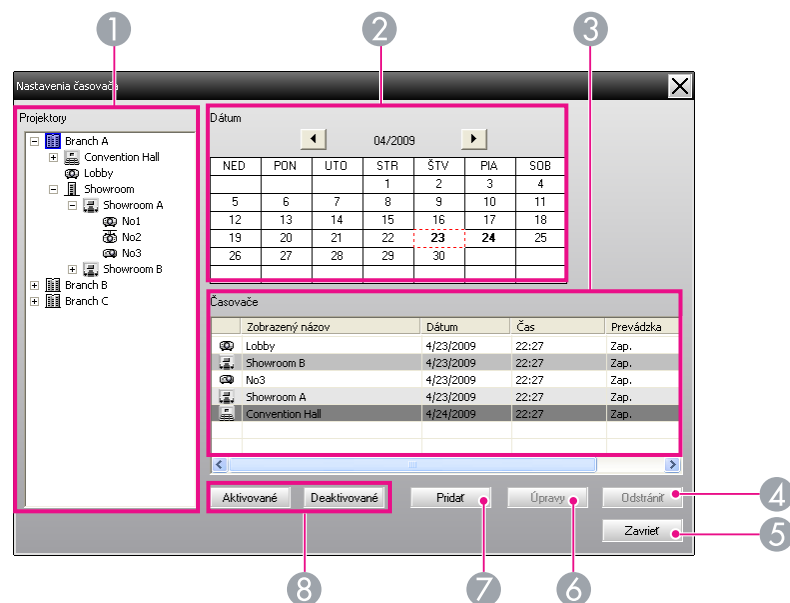 1 2 3
Nastavenia časovača
Projektory
Branch A
Convention Hall
Lobby
Showroom
Showroom A
No1
No2
No3
Showroom B
Branch B
Branch C
Dátum
04/2009
NED PON UTO STR ŠTV PIA SOB
1 2 3 4
5 6 7 8 9 10 11
12 13 14 15 16 17 18
19 20 21 22 23 24 25
26 27 28 29 30
Časovače
Zobrazený názov Dátum Čas Prevádzka
Lobby 4/23/2009 22:27 Zap.
Showroom B 4/23/2009 22:27 Zap.
No3 4/23/2009 22:27 Zap.
Showroom A 4/23/2009 22:27 Zap.
Convention Hall 4/24/2009 22:27 Zap.
Aktivované Deaktivované Pridať Úpravy Odstrániť 4
Zavrieť 5
8 7 6